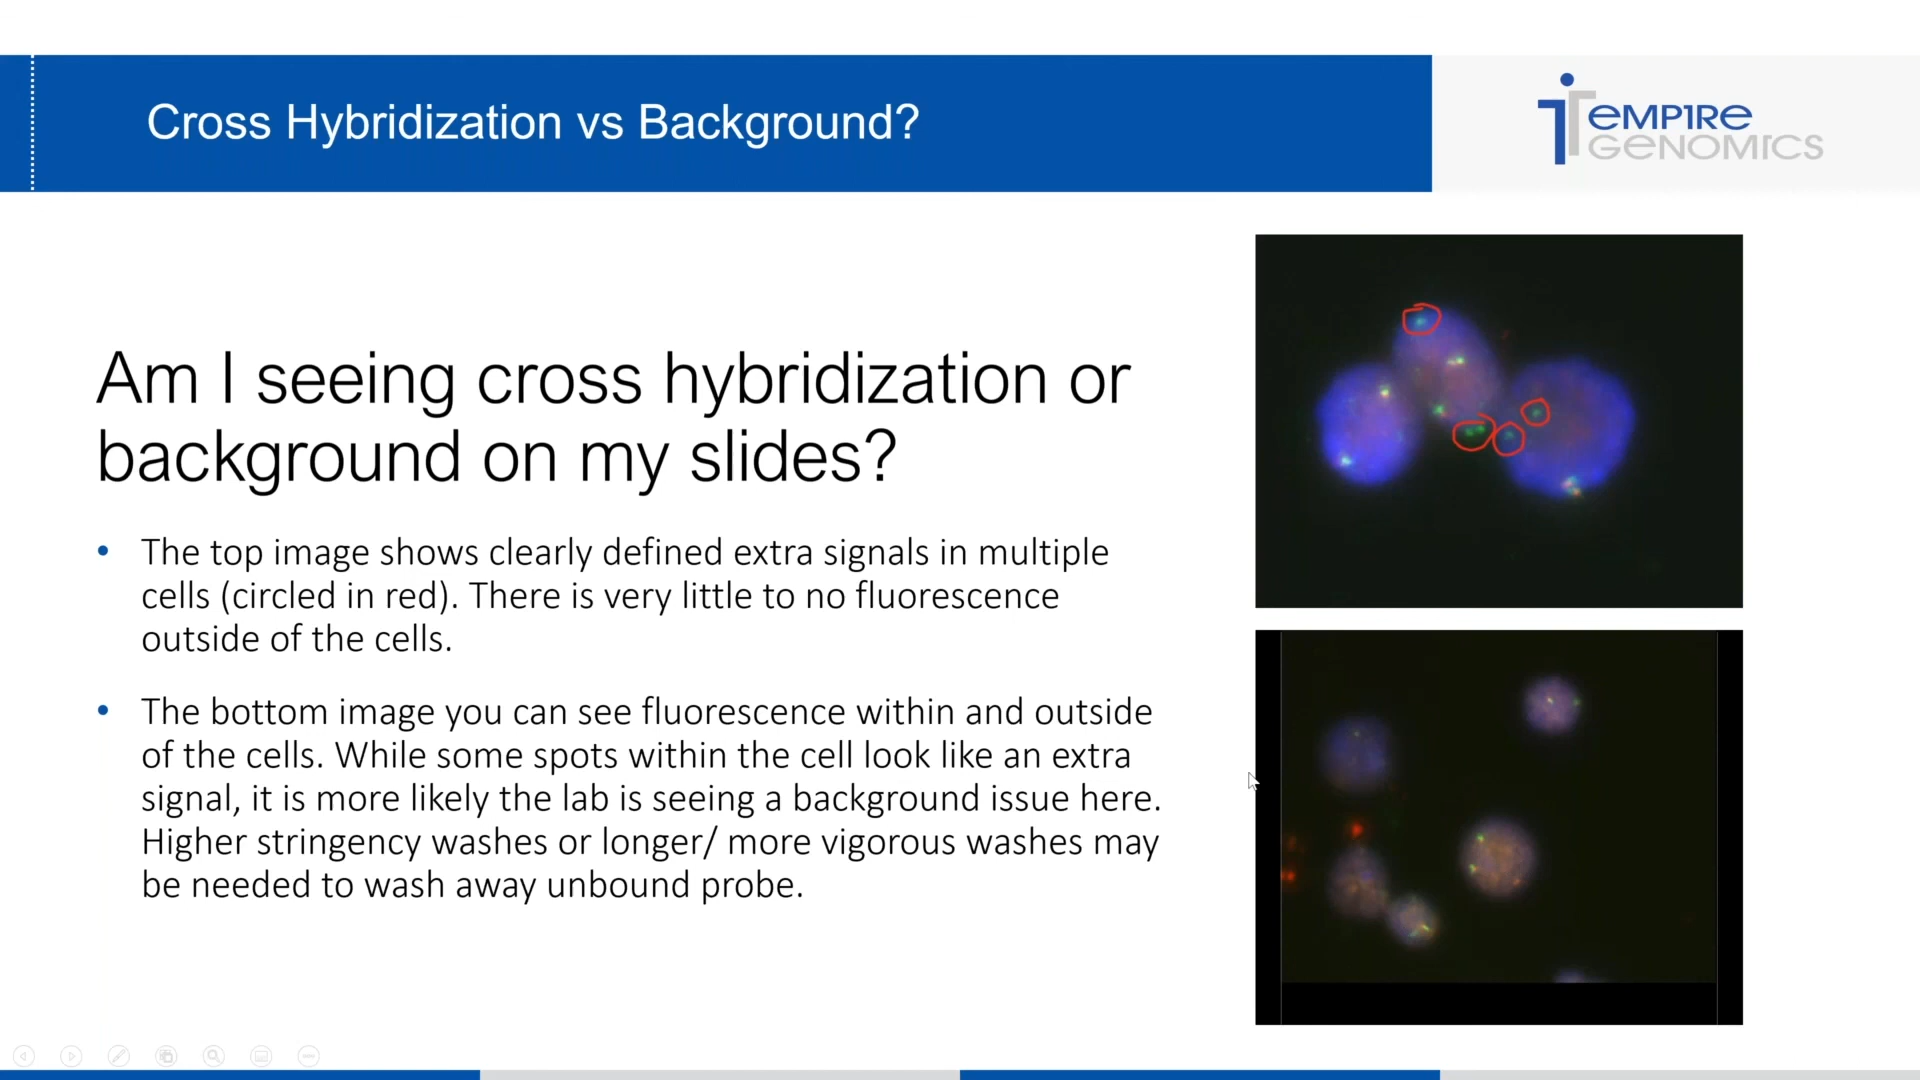 Cross Hybridization vs Background?
EMPIRE
GENOMICS
Am I seeing cross hybridization or
background on my slides?
• The top image shows clearly defined extra signals in multiple
cells (circled in red). There is very little to no fluorescence
outside of the cells.
• The bottom image you can see fluorescence within and outside
of the cells. While some spots within the cell look like an extra
signal, it is more likely the lab is seeing a background issue here.
Higher stringency washes or longer/ more vigorous washes may
be needed to wash away unbound probe.